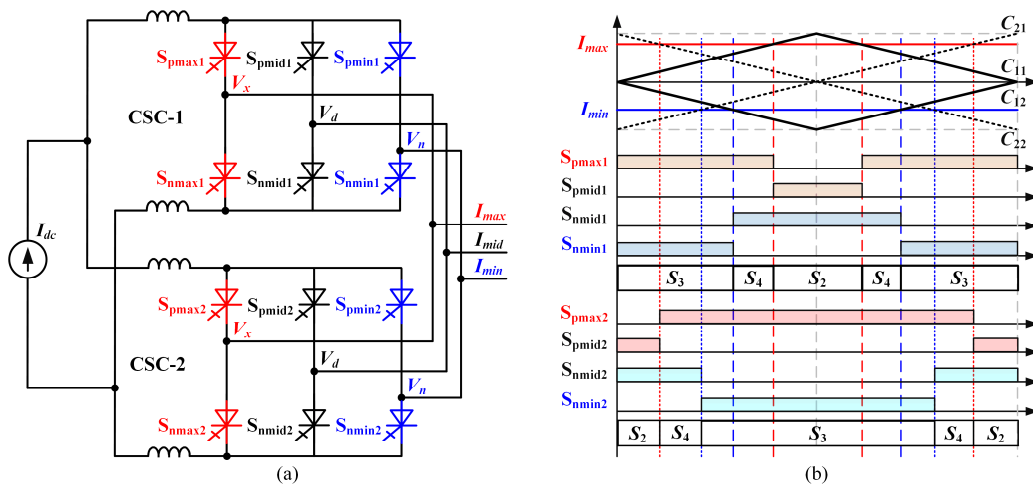 S_pmax1 S_pmid1 S_pmin1
V_x
CSC-1 V_d
V_n
S_nmax1 S_nmid1 S_nmin1
I_max
I_dc I_mid
I_min
S_pmax2 S_pmid2 S_pmin2
V_x
CSC-2 V_d
V_n
S_nmax2 S_nmid2 S_nmin2
(a)
C_21
I_max
C_11
I_min C_12
C_22
S_pmax1
S_pmid1
S_nmid1
S_nmin1
S_3 S_4 S_2 S_4 S_3
S_pmax2
S_pmid2
S_nmid2
S_nmin2
S_2 S_4 S_3 S_4 S_2
(b)